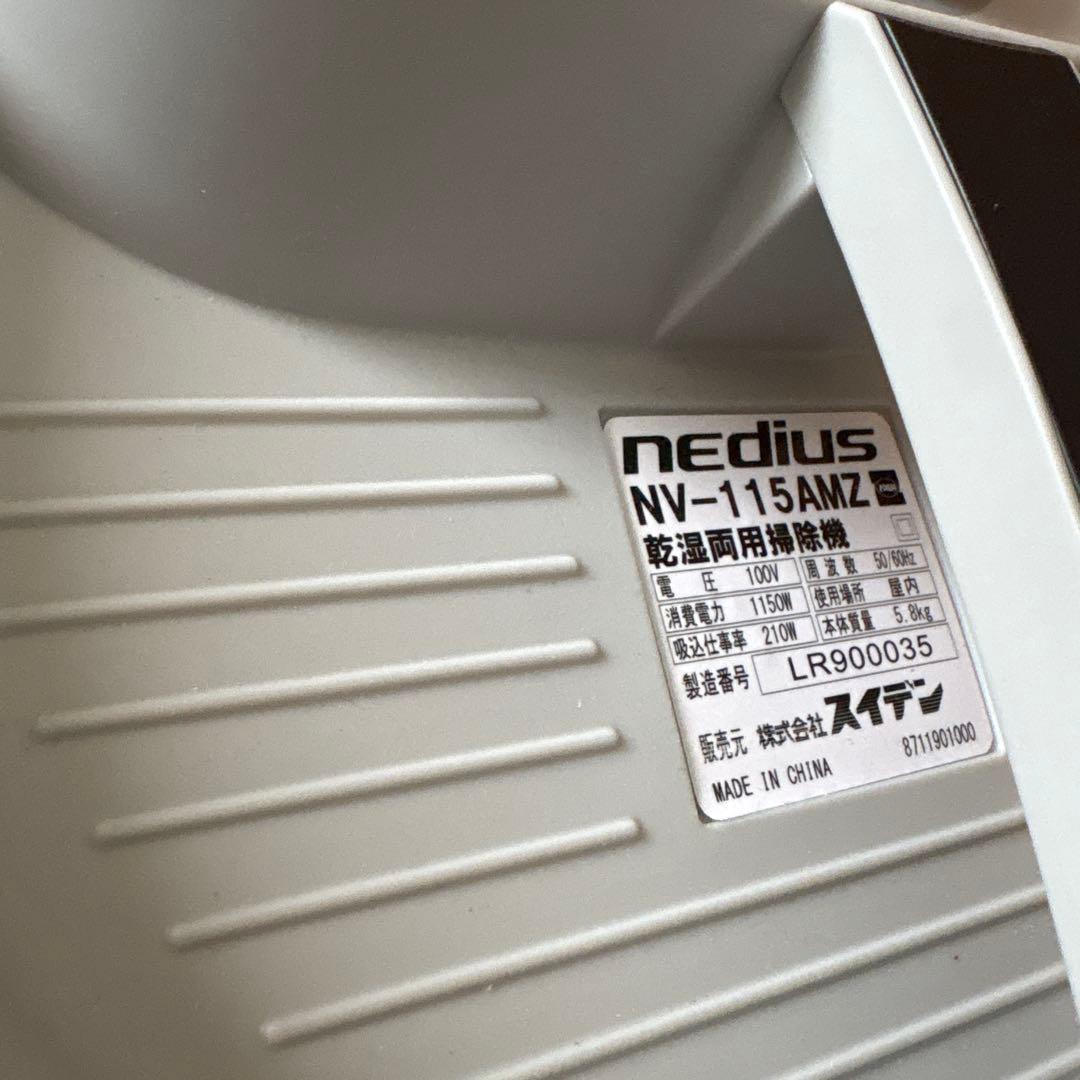 nedius
NV-115AMZ
乾湿両用掃除機
電 圧 100V 周波数 50/60Hz
消費電力 1150W 使用場所 屋内
吸込仕事率 210W 本体質量 5.8kg
製造番号 LR900035
販売元 株式会社スイデン
8711901000
MADE IN CHINA